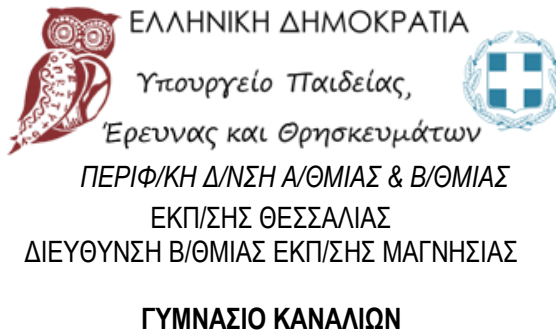 ΕΛΛΗΝΙΚΗ ΔΗΜΟΚΡΑΤΙΑ
Υπουργείο Παιδείας,
Έρευνας και Θρησκευμάτων
ΠΕΡΙΦ/ΚΗ Δ/ΝΣΗ Α/ΘΜΙΑΣ & Β/ΘΜΙΑΣ
ΕΚΠ/ΣΗΣ ΘΕΣΣΑΛΙΑΣ
ΔΙΕΥΘΥΝΣΗ Β/ΘΜΙΑΣ ΕΚΠ/ΣΗΣ ΜΑΓΝΗΣΙΑΣ
ΓΥΜΝΑΣΙΟ ΚΑΝΑΛΙΩΝ